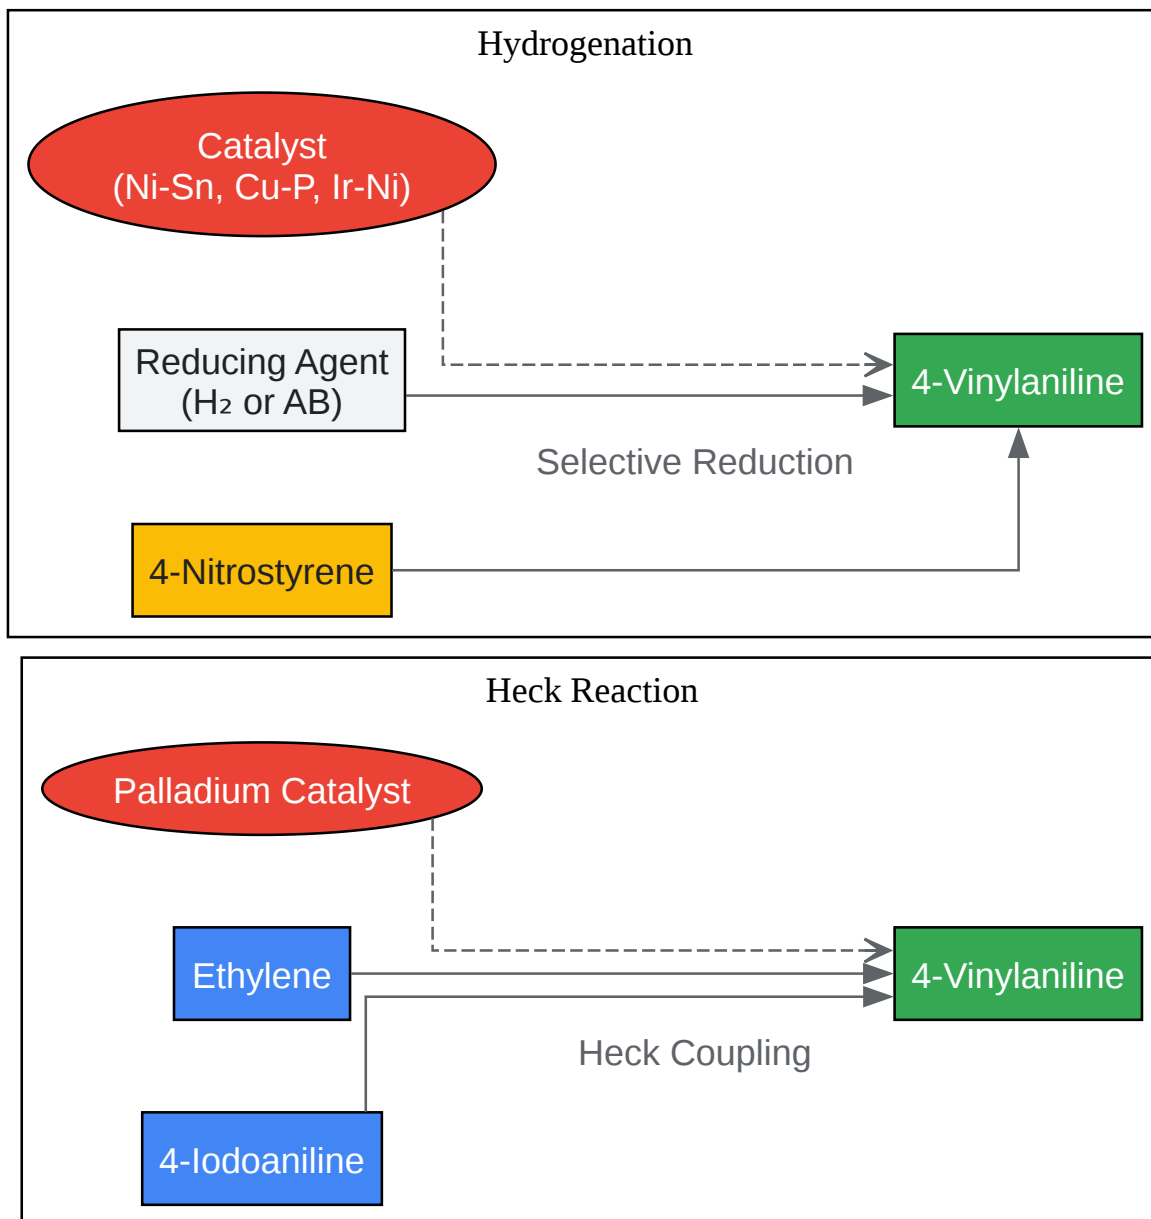 Hydrogenation
Catalyst
(Ni-Sn, Cu-P, Ir-Ni)
Reducing Agent
(H₂ or AB)
4-Vinylaniline
Selective Reduction
4-Nitrostyrene
Heck Reaction
Palladium Catalyst
Ethylene
4-Vinylaniline
Heck Coupling
4-Iodoaniline